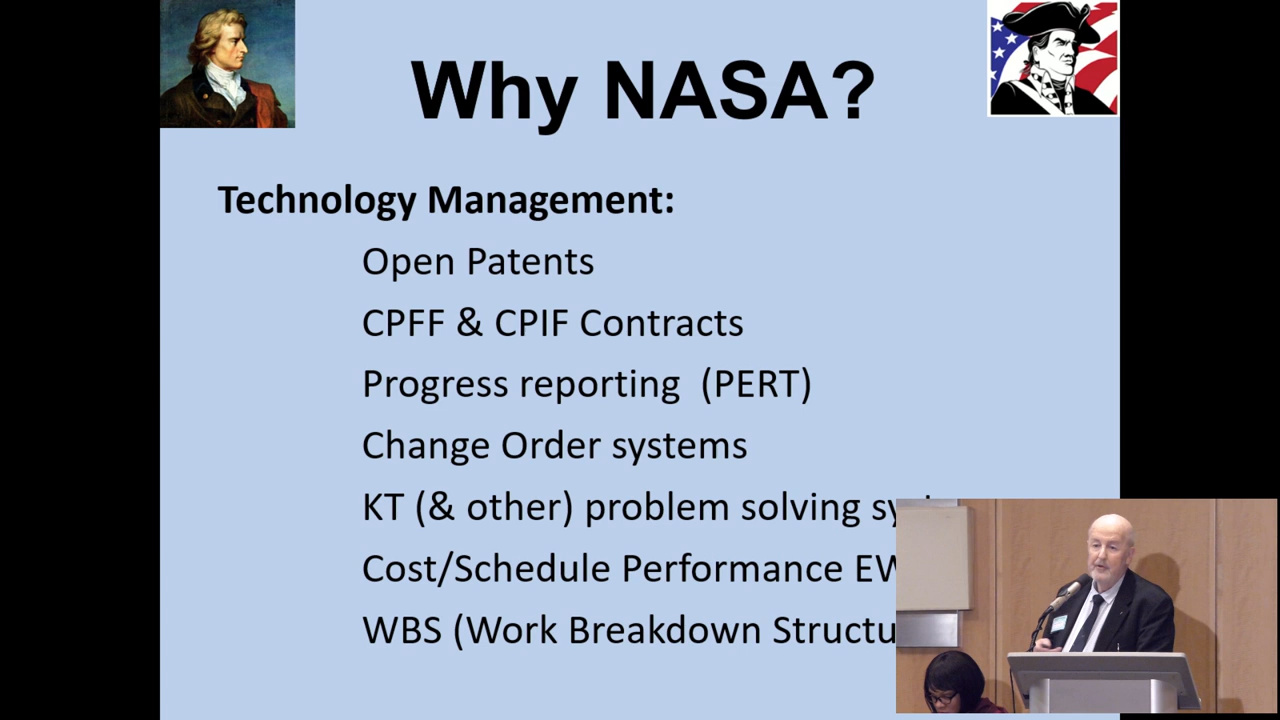 Why NASA?
Technology Management:
Open Patents
CPFF & CPIF Contracts
Progress reporting (PERT)
Change Order systems
KT (& other) problem solving
Cost/Schedule Performance
WBS (Work Breakdown